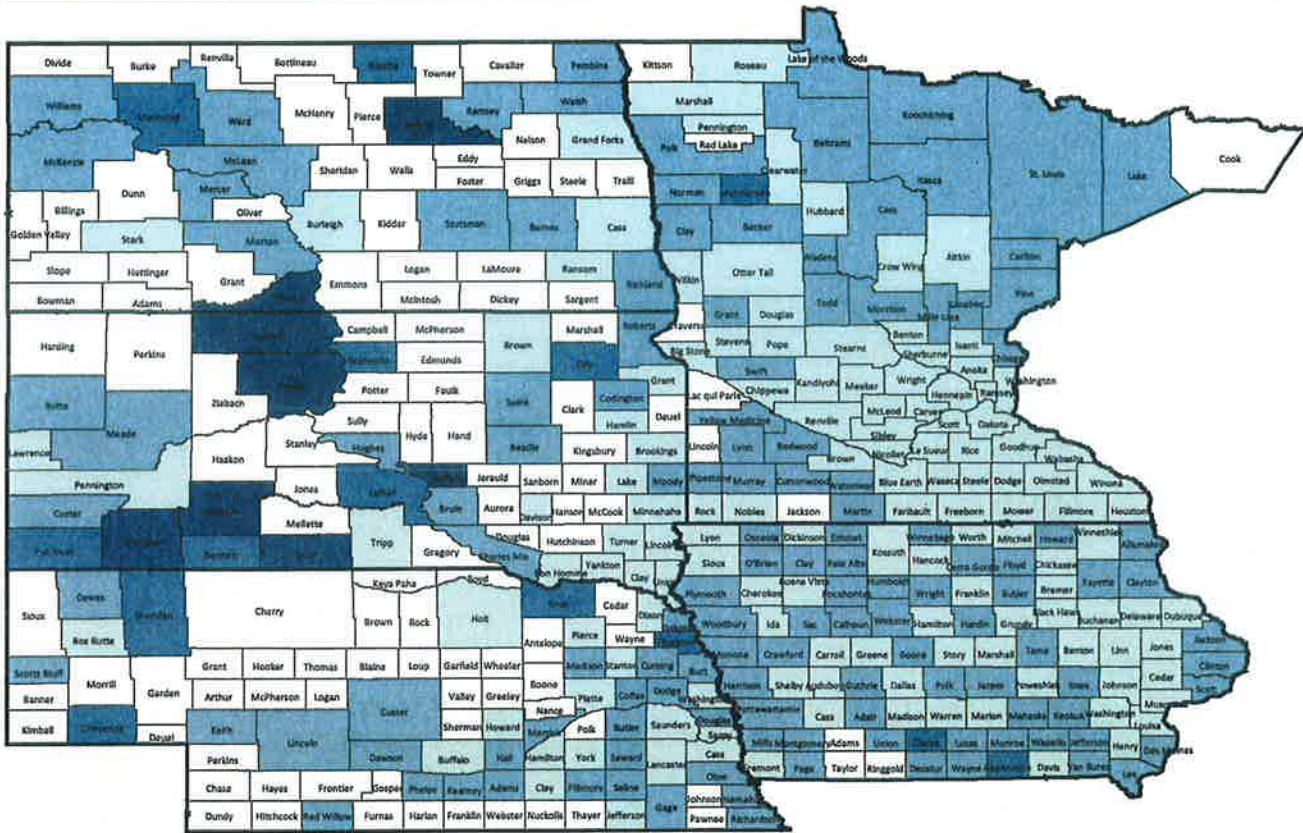 Divide Burke Renville Bottineau Rolette Towner Cavalier Pembina Kittson Roseau Lake of the Woods
Williams Mountrail Ward McHenry Pierce Ramsey Walsh Marshall Koochiching
Pennington
Nelson Grand Forks Polk Red Lake Beltrami Cook
McKenzie McLean Sheridan Wells Eddy Clearwater Itasca St. Louis Lake
Dunn Mercer Foster Griggs Steele Traill Norman Mahnomen
Billings Oliver Burleigh Kidder Stutsman Barnes Cass Clay Becker Hubbard Cass
Golden Valley Stark Morton Wadena Crow Wing Aitkin Carlton
Slope Hettinger Grant Emmons Logan LaMoure Ransom Richland Wilkin Otter Tail
Bowman Adams McIntosh Dickey Sargent Todd Morrison Mille Lacs Kanabec Pine
Campbell McPherson Marshall Roberts Traverse Grant Douglas Benton
Harding Perkins Walworth Edmunds Brown Day Big Stone Stevens Pope Stearns Sherburne Isanti Chisago
Potter Faulk Grant Swift Kandiyohi Meeker Wright Anoka Washington
Ziebach Spink Clark Codington Lac qui Parle Chippewa Hennepin Ramsey
Butte Meade Sully Hamlin Deuel Yellow Medicine Renville McLeod Carver Scott Dakota
Stanley Hughes Hyde Hand Beadle Kingsbury Brookings Lincoln Lyon Redwood Sibley Nicollet Le Sueur Rice Goodhue Wabasha
Lawrence Haakon Brown
Pennington Jones Lyman Buffalo Jerauld Sanborn Miner Lake Moody Pipestone Murray Cottonwood Watonwan Blue Earth Waseca Steele Dodge Olmsted Winona
Custer Jackson Mellette Brule Aurora Davison Hanson McCook Minnehaha Rock Nobles Jackson Martin Faribault Freeborn Mower Fillmore Houston
Fall River Shannon Bennett Todd Tripp Gregory Douglas Hutchinson Turner Lincoln Lyon Osceola Dickinson Emmet Kossuth Winnebago Worth Mitchell Howard Winneshiek Allamakee
Charles Mix Bon Homme Yankton Clay Union Sioux O'Brien Clay Palo Alto Hancock Cerro Gordo Floyd Chickasaw
Sioux Dawes Sheridan Cherry Keya Paha Boyd Knox Cedar Dixon Plymouth Cherokee Buena Vista Pocahontas Humboldt Wright Franklin Butler Bremer Fayette Clayton
Box Butte Brown Rock Holt Antelope Pierce Wayne Woodbury Ida Sac Calhoun Webster Hamilton Hardin Grundy Black Hawk Buchanan Delaware Dubuque
Scotts Bluff Grant Hooker Thomas Blaine Loup Garfield Wheeler Madison Stanton Cuming Burt Monona Crawford Carroll Greene Boone Story Marshall Tama Benton Linn Jones Jackson
Banner Morrill Garden Arthur McPherson Logan Valley Greeley Boone Platte Colfax Dodge Washington Harrison Shelby Audubon Guthrie Dallas Polk Jasper Poweshiek Iowa Johnson Cedar Clinton Scott
Kimball Cheyenne Deuel Keith Lincoln Custer Sherman Howard Nance Merrick Polk Butler Saunders Douglas Sarpy Pottawattamie Cass Adair Madison Warren Marion Mahaska Keokuk Washington Louisa
Perkins Dawson Buffalo Hall Hamilton York Seward Lancaster Cass Mills Montgomery Adams Union Clarke Lucas Monroe Wapello Jefferson Henry Des Moines
Chase Hayes Frontier Gosper Phelps Kearney Adams Clay Fillmore Saline Otoe Fremont Page Taylor Ringgold Decatur Wayne Appanoose Davis Van Buren Lee
Dundy Hitchcock Red Willow Furnas Harlan Franklin Webster Nuckolls Thayer Jefferson Gage Johnson Nemaha Pawnee Richardson